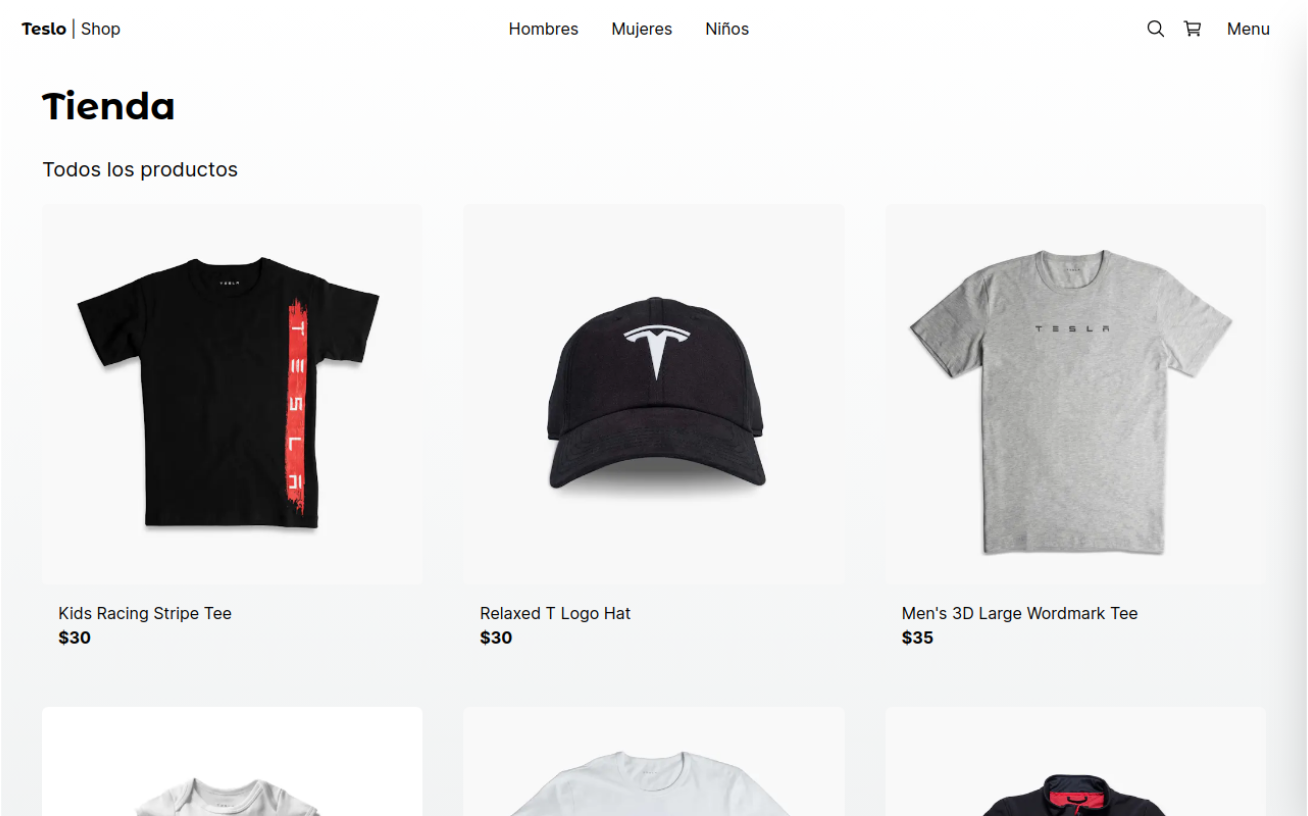 Teslo | Shop
Hombres Mujeres Niños
Menu
Tienda
Todos los productos
TESLA
TESLA
Kids Racing Stripe Tee
$30
Relaxed T Logo Hat
$30
Men's 3D Large Wordmark Tee
$35